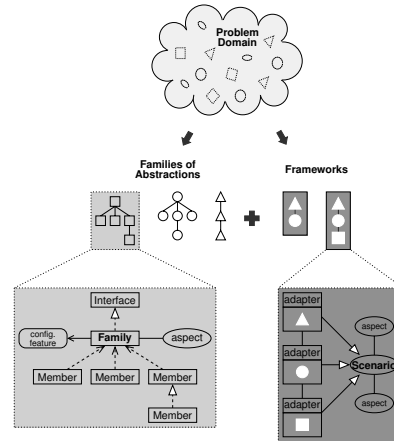 Problem
Domain
Families of
Abstractions
Frameworks
Interface
config.
feature
Family
aspect
Member
Member
Member
Member
adapter
adapter
adapter
aspect
Scenario
aspect